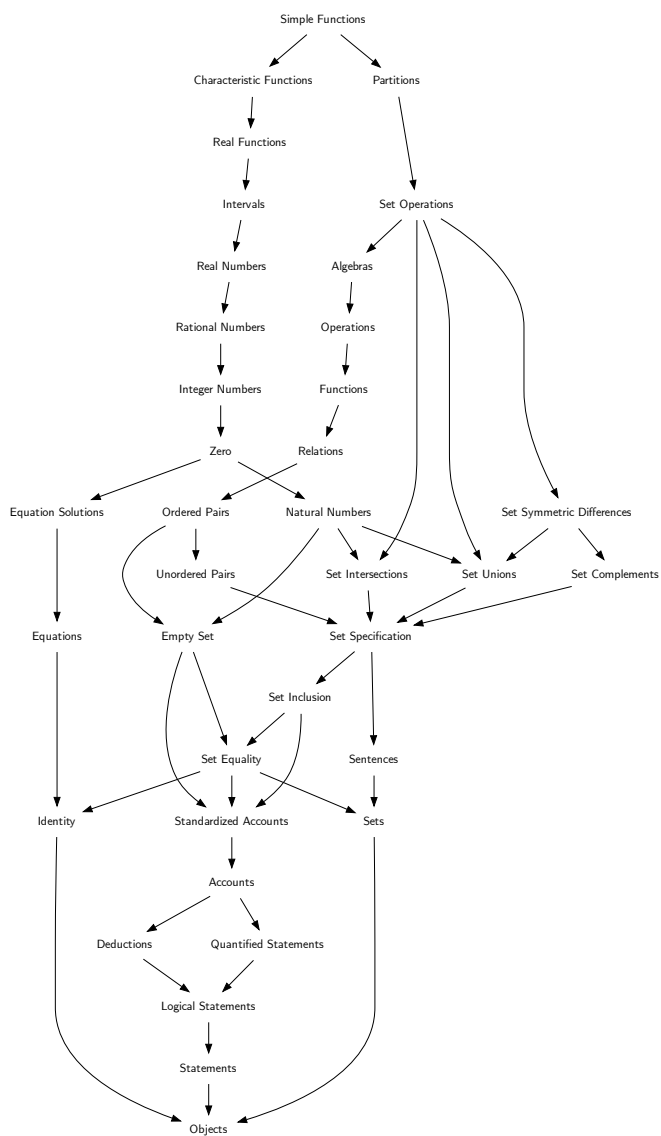 Simple Functions
Characteristic Functions
Partitions
Real Functions
Intervals
Set Operations
Real Numbers
Algebras
Rational Numbers
Operations
Integer Numbers
Functions
Zero
Relations
Equation Solutions
Ordered Pairs
Natural Numbers
Set Symmetric Differences
Unordered Pairs
Set Intersections
Set Unions
Set Complements
Equations
Empty Set
Set Specification
Set Inclusion
Set Equality
Sentences
Identity
Standardized Accounts
Sets
Accounts
Deductions
Quantified Statements
Logical Statements
Statements
Objects